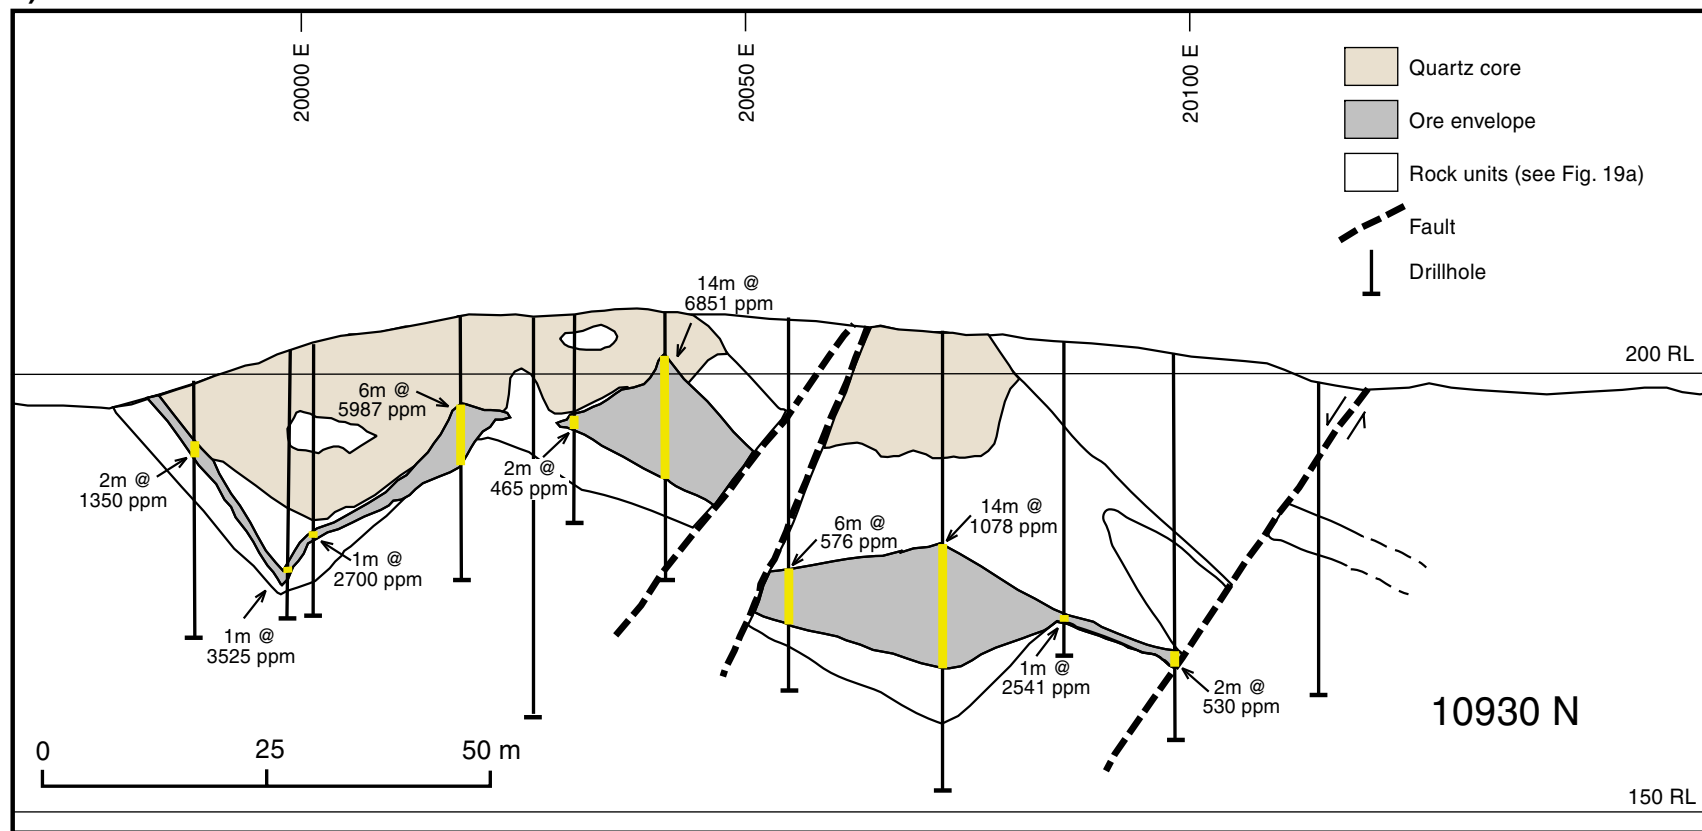 20000 E
20050 E
20100 E
Quartz core
Ore envelope
Rock units (see Fig. 19a)
Fault
Drillhole
14m @
6851 ppm
200 RL
6m @
5987 ppm
2m @
1350 ppm
2m @
465 ppm
14m @
1078 ppm
6m @
576 ppm
1m @
2700 ppm
1m @
3525 ppm
1m @
2541 ppm
2m @
530 ppm
10930 N
0 25 50 m
150 RL